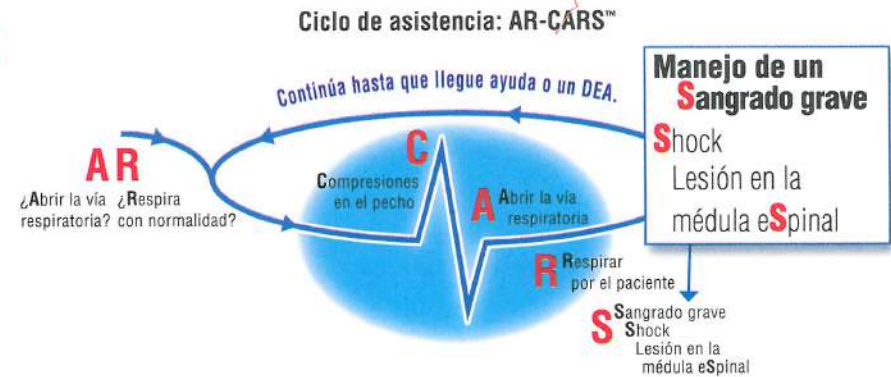 Ciclo de asistencia: AR-CARS™
Continúa hasta que llegue ayuda o un DEA.
AR
¿Abrir la vía respiratoria?
¿Respira con normalidad?
C
Compresiones
en el pecho
A
Abrir la vía
respiratoria
R
Respirar
por el paciente
Manejo de un
Sangrado grave
Shock
Lesión en la
médula eSpinal
S
Sangrado grave
Shock
Lesión en la
médula eSpinal